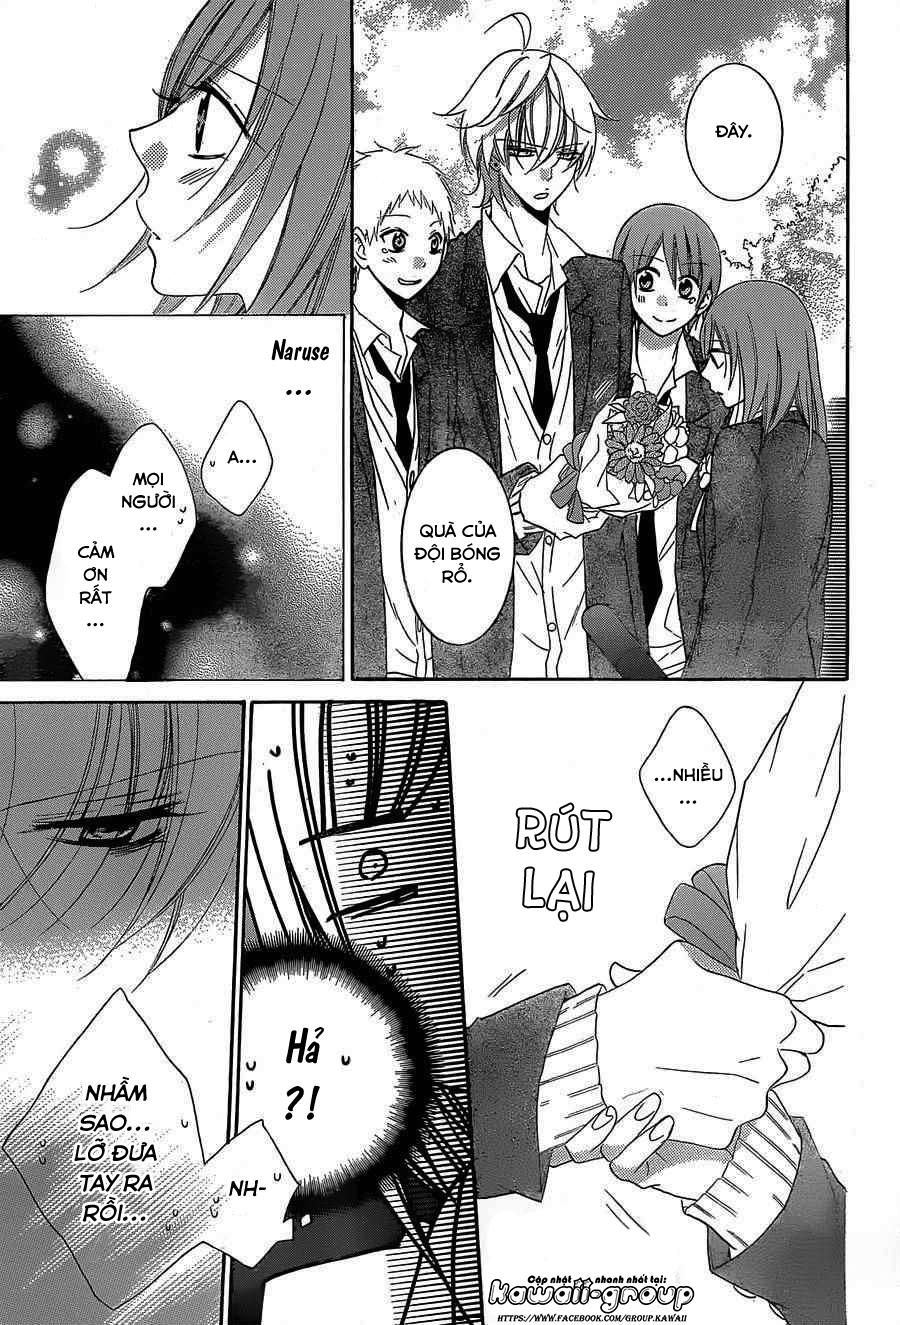 ĐÂY.
QUÀ CỦA
ĐỘI BÓNG
RỔ.
Naruse
...
A...
MỌI
NGƯỜI
...
CẢM
ƠN
RẤT
...
...NHIỀU
...
RÚT
LẠI
Hả
?!
NH-
NHẦM
SAO...
LỠ ĐƯA
TAY RA
RỒI...
Cập nhật nhanh nhất tại:
kawaii-group
HTTPS://WWW.FACEBOOK.COM/GROUP.KAWAII